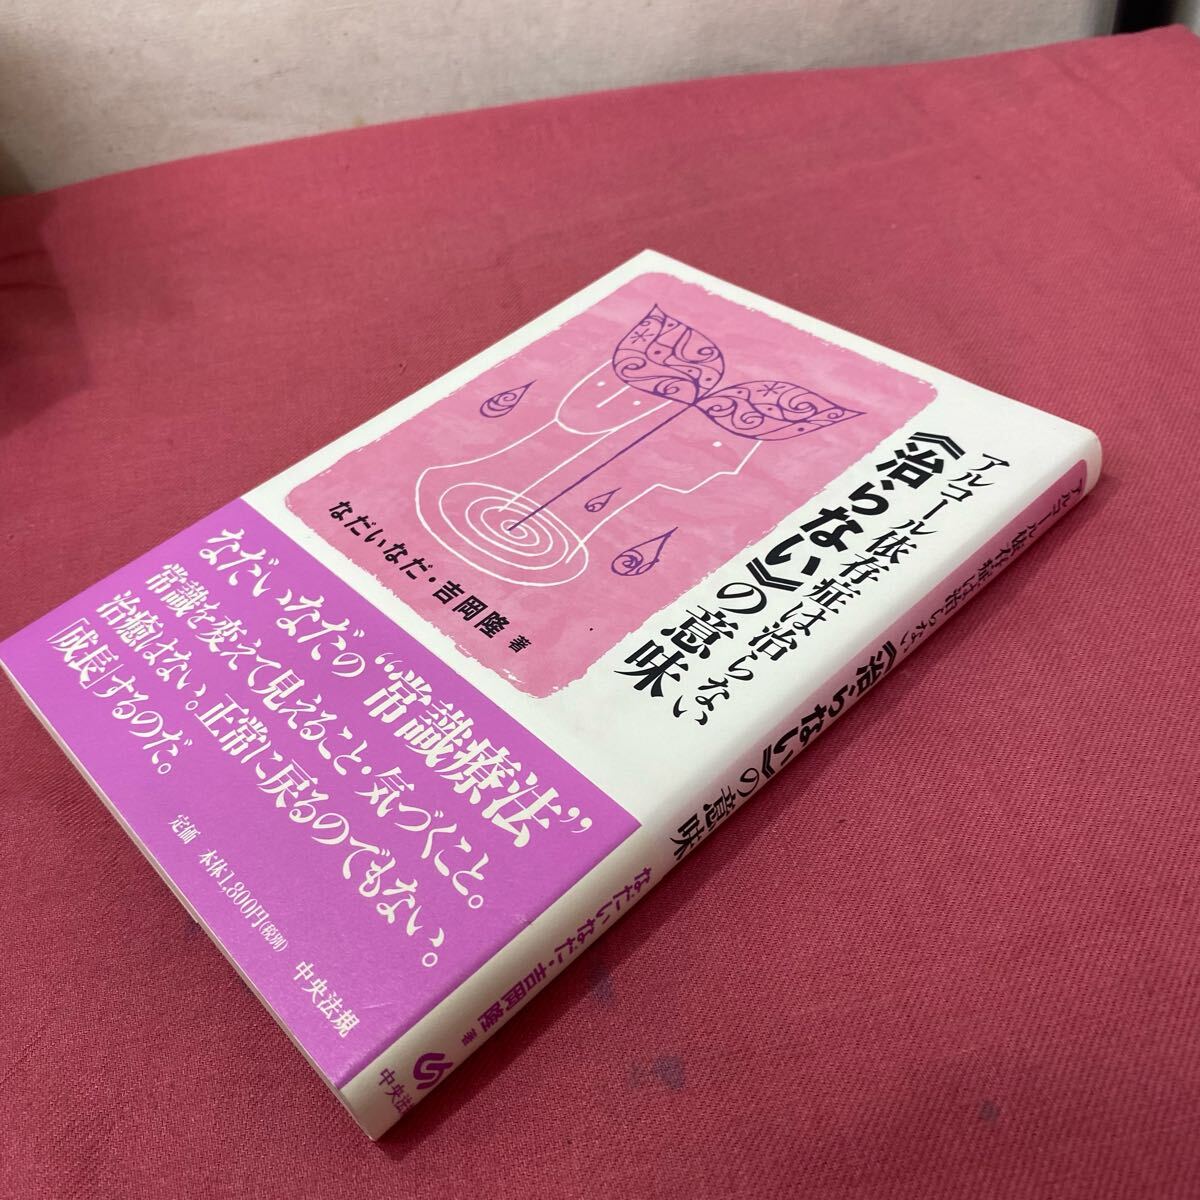 アルコール依存症は治らない
《治らない》の意味
なだいなだ・吉岡隆 著
なだいなだの“常識療法”
常識を変えて見えること・気づくこと。
治癒はない。正常に戻るのでもない。
「成長」するのだ。
定価 本体1,800円(税別)
中央法規
アルコール依存症は治らない
《治らない》の意味
なだいなだ・吉岡隆 著
中央法